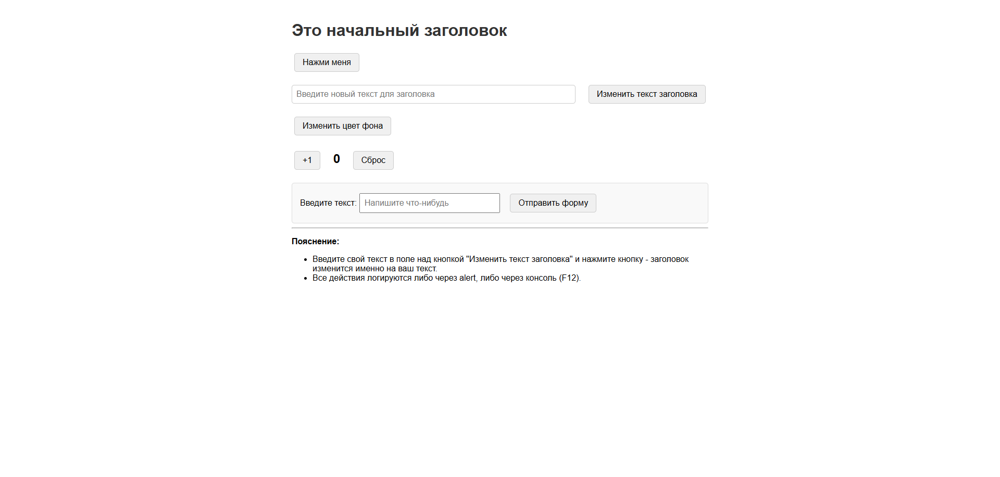 Это начальный заголовок
Нажми меня
Введите новый текст для заголовка Изменить текст заголовка
Изменить цвет фона
+1 0 Сброс
Введите текст: Напишите что-нибудь Отправить форму
Пояснение:
• Введите свой текст в поле над кнопкой "Изменить текст заголовка" и нажмите кнопку - заголовок
изменится именно на ваш текст.
• Все действия логируются либо через alert, либо через консоль (F12).